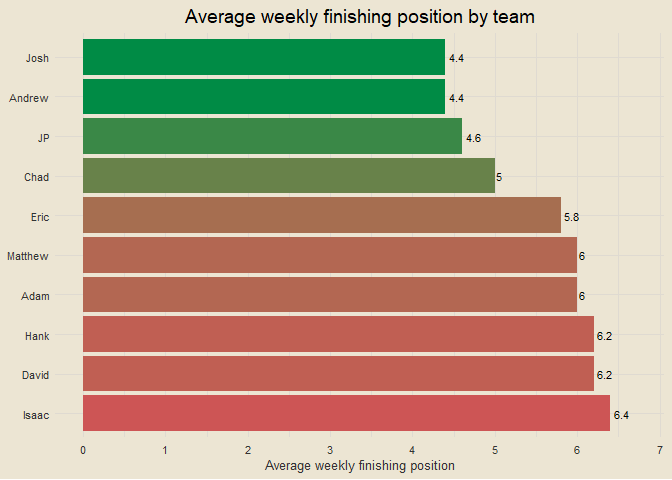 Average weekly finishing position by team
Josh 4.4
Andrew 4.4
JP 4.6
Chad 5
Eric 5.8
Matthew 6
Adam 6
Hank 6.2
David 6.2
Isaac 6.4
0 1 2 3 4 5 6 7
Average weekly finishing position